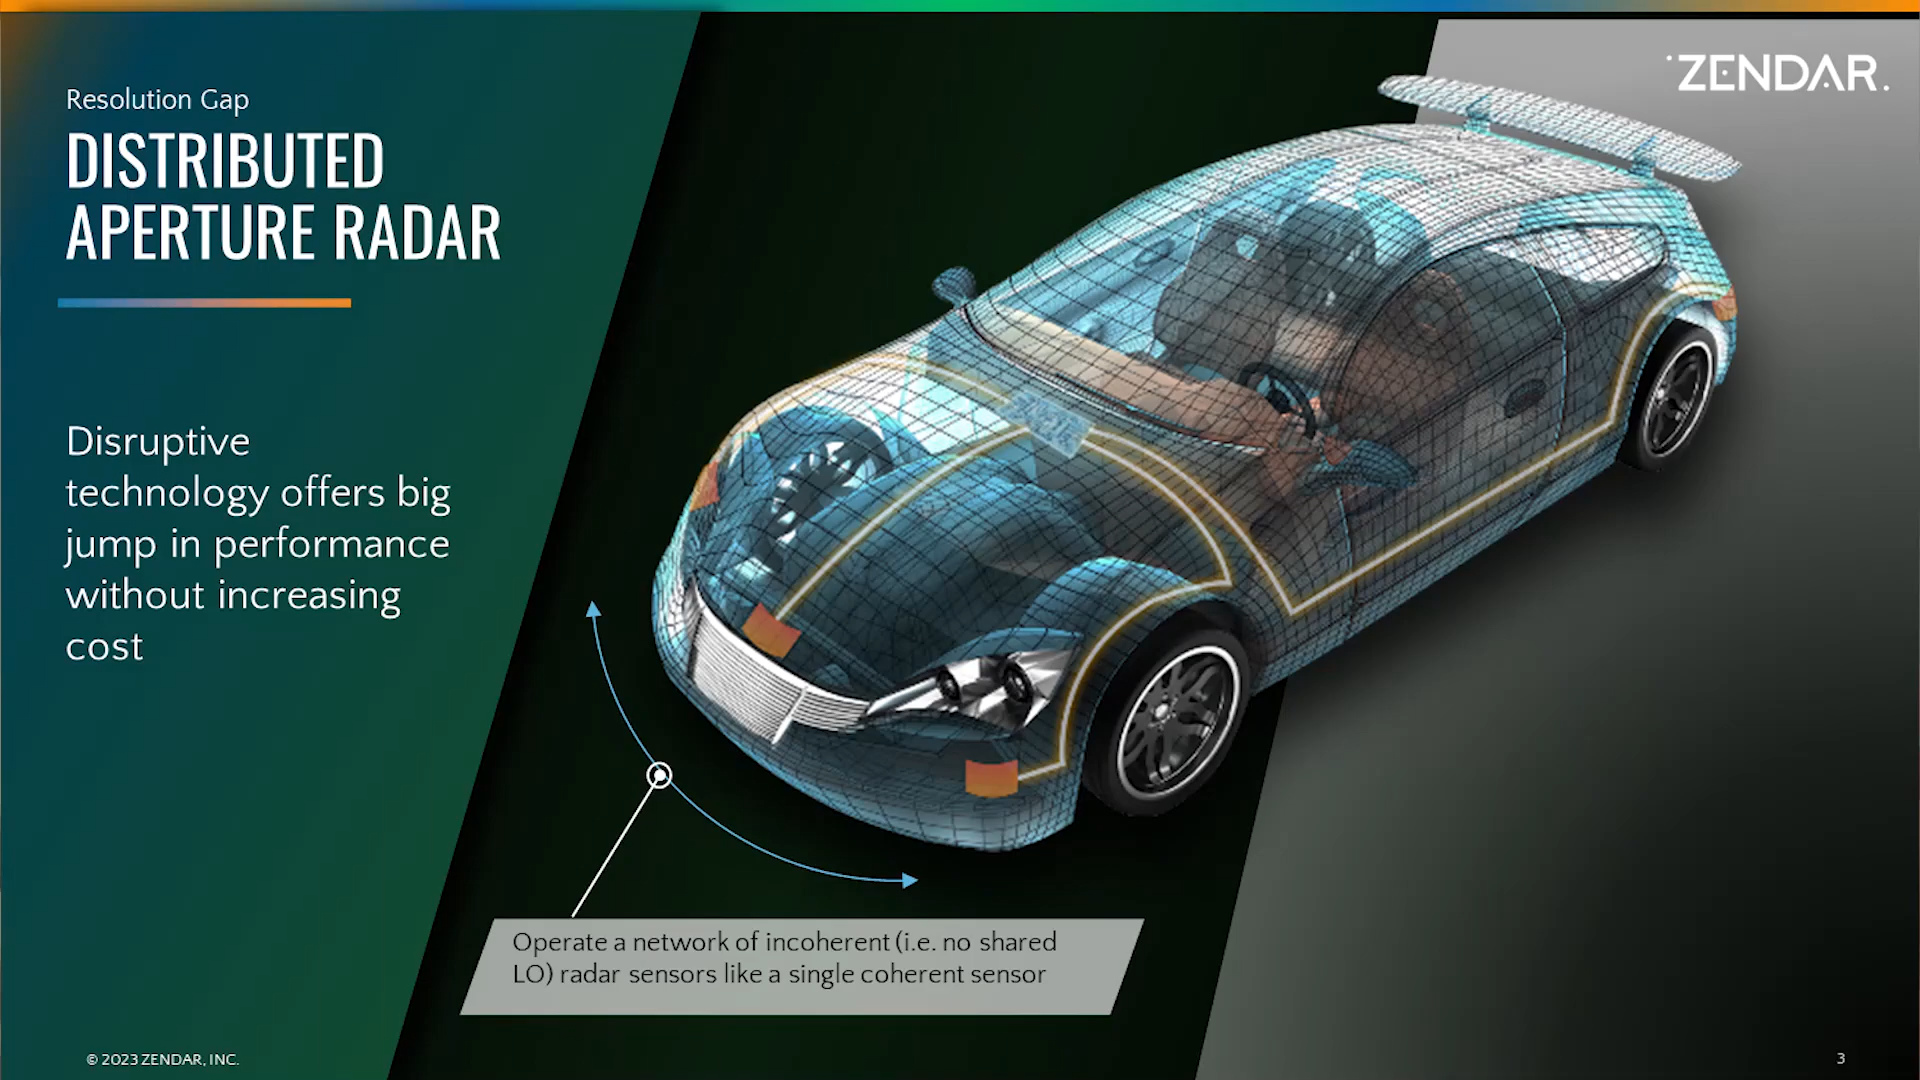 ZENDAR
Resolution Gap
DISTRIBUTED
APERTURE RADAR
Disruptive
technology offers big
jump in performance
without increasing
cost
Operate a network of incoherent (i.e. no shared
LO) radar sensors like a single coherent sensor
© 2023 ZENDAR, INC.
3